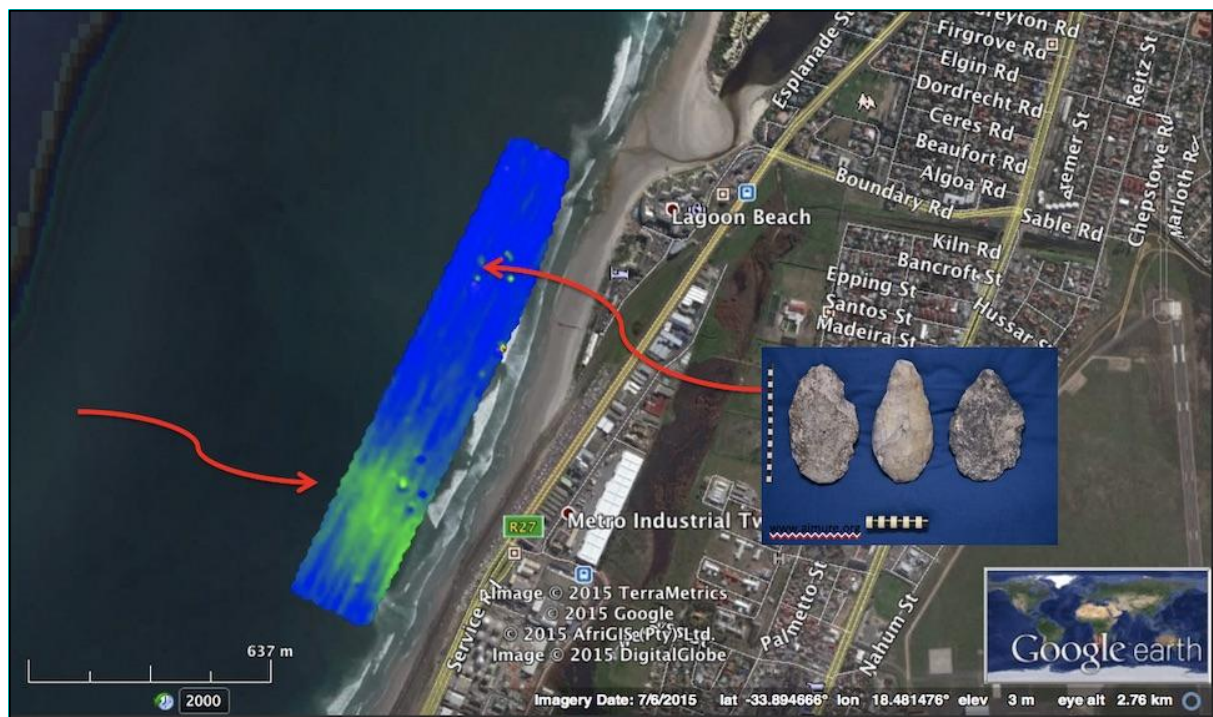 Greyton Rd
Firgrove Rd
Elgin Rd
Dordrecht Rd
Ceres Rd
Beaufort Rd
Algoa Rd
Boundary Rd
Esplanade St
Reitz St
Chepstowe Rd
Marloth R
Sable Rd
Lagoon Beach
Kiln Rd
Bancroft St
Epping St
Santos St
Madeira St
Hussar St
www.aimure.org
R27
Metro Industrial Tw
Image © 2015 TerraMetrics
© 2015 Google
© 2015 AfriGIS (Pty) Ltd.
Image © 2015 DigitalGlobe
Service Rd
Palmetto St
Nahum St
637 m
Google earth
2000
Imagery Date: 7/6/2015 lat -33.894666° lon 18.481476° elev 3 m eye alt 2.76 km